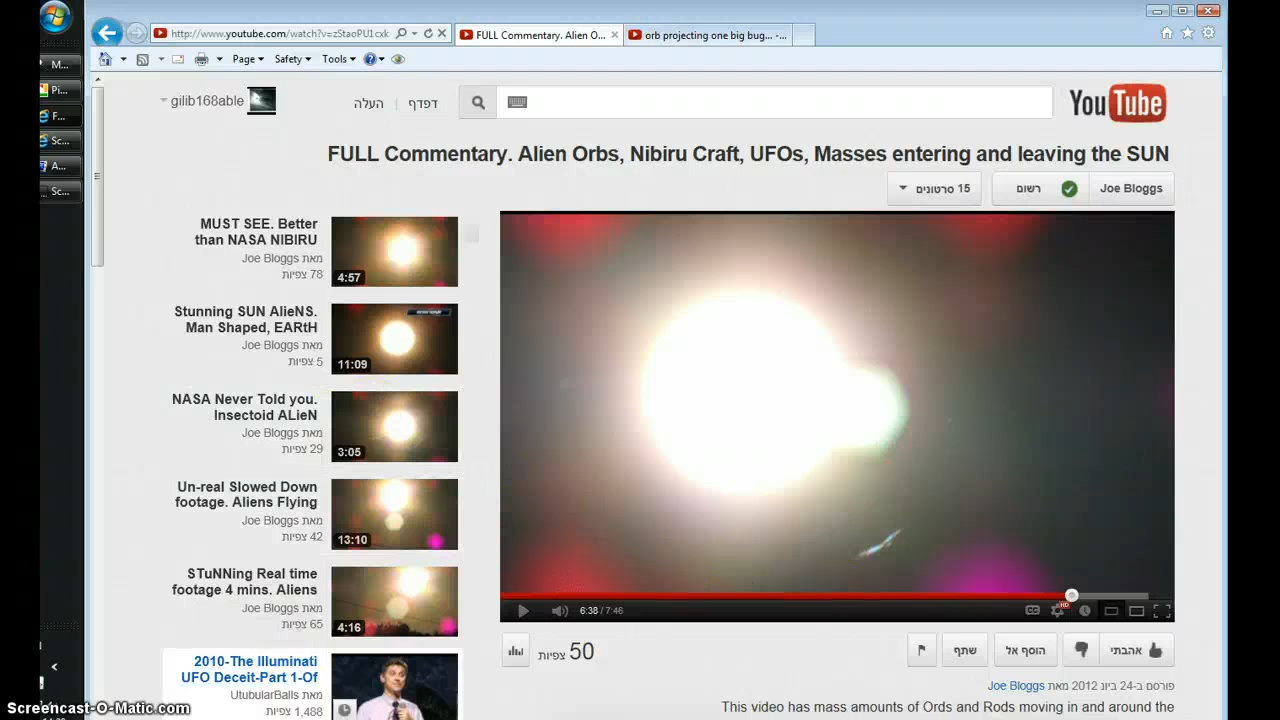 http://www.youtube.com/watch?v=zStaoPU1cxk
FULL Commentary. Alien O...
orb projecting one big bug... -...
Page
Safety
Tools
M...
Pi...
F...
Sc...
A...
Sc...
gilib168able
העלה
דפדף
YouTube
FULL Commentary. Alien Orbs, Nibiru Craft, UFOs, Masses entering and leaving the SUN
15 סרטונים
רשום
Joe Bloggs
MUST SEE. Better
than NASA NIBIRU
מאת Joe Bloggs
78 צפיות
4:57
Stunning SUN AlieNS.
Man Shaped, EARtH
מאת Joe Bloggs
5 צפיות
11:09
NASA Never Told you.
Insectoid ALieN
מאת Joe Bloggs
29 צפיות
3:05
Un-real Slowed Down
footage. Aliens Flying
מאת Joe Bloggs
42 צפיות
13:10
STuNNing Real time
footage 4 mins. Aliens
מאת Joe Bloggs
65 צפיות
4:16
2010-The Illuminati
UFO Deceit-Part 1-Of
מאת UtubularBalls
1,488 צפיות
6:38 / 7:46
CC
HD
50 צפיות
שתף
הוסף אל
אהבתי
פורסם ב-24 ביונ 2012 מאת Joe Bloggs
This video has mass amounts of Ords and Rods moving in and around the
Screencast-O-Matic.com